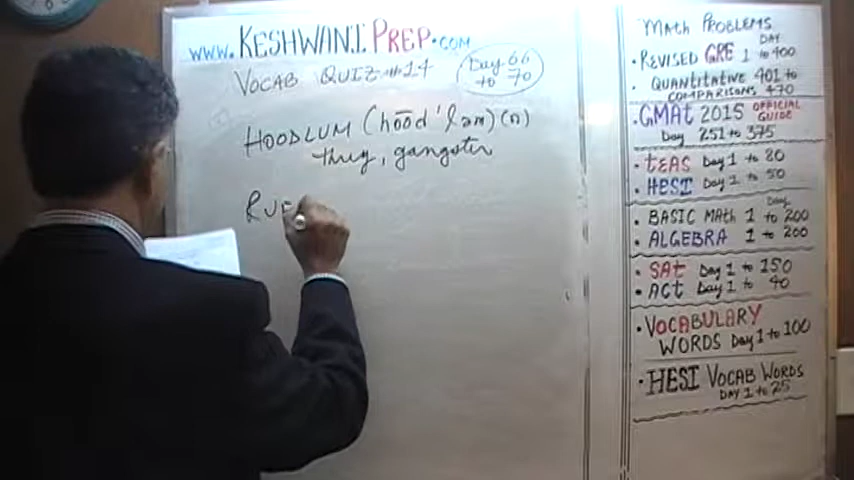 www.KESHWANI PREP.com
VOCAB QUIZ #14
Day 66
to 70
HOODLUM (ho͞od'ləm) (n)
thug, gangster
RUF
MATH PROBLEMS
DAY
• REVISED GRE 1 to 400
• QUANTITATIVE 401 to
COMPARISONS 470
• GMAt 2015 OFFICIAL GUIDE
Day 251 to 375
• tEAS Day 1 to 80
• HESI Day 1 to 50
Day
• BASIC MAth 1 to 200
• ALGEBRA 1 to 200
• SAt Day 1 to 150
• ACt Day 1 to 40
• VOCABULARY
WORDS Day 1 to 100
• HESI VOCAB WORDS
DAY 1 to 25